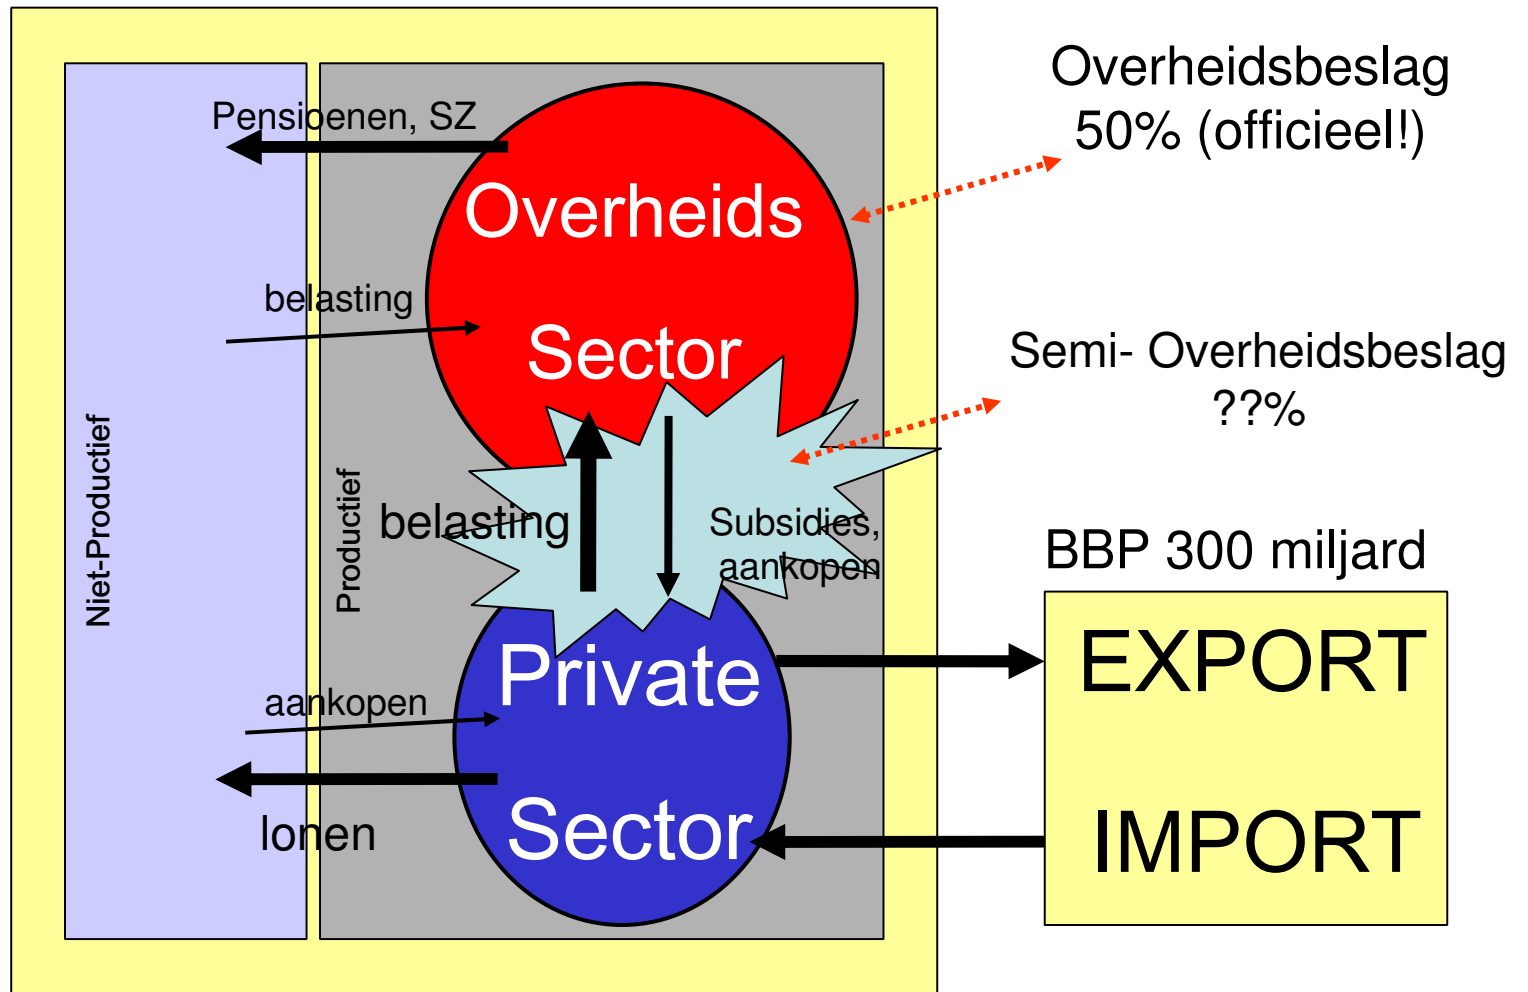 Pensioenen, SZ
Overheids
Sector
belasting
Niet-Productief
Productief
belasting
Subsidies,
aankopen
aankopen
Private
Sector
lonen
Overheidsbeslag
50% (officieel!)
Semi- Overheidsbeslag
??%
BBP 300 miljard
EXPORT
IMPORT